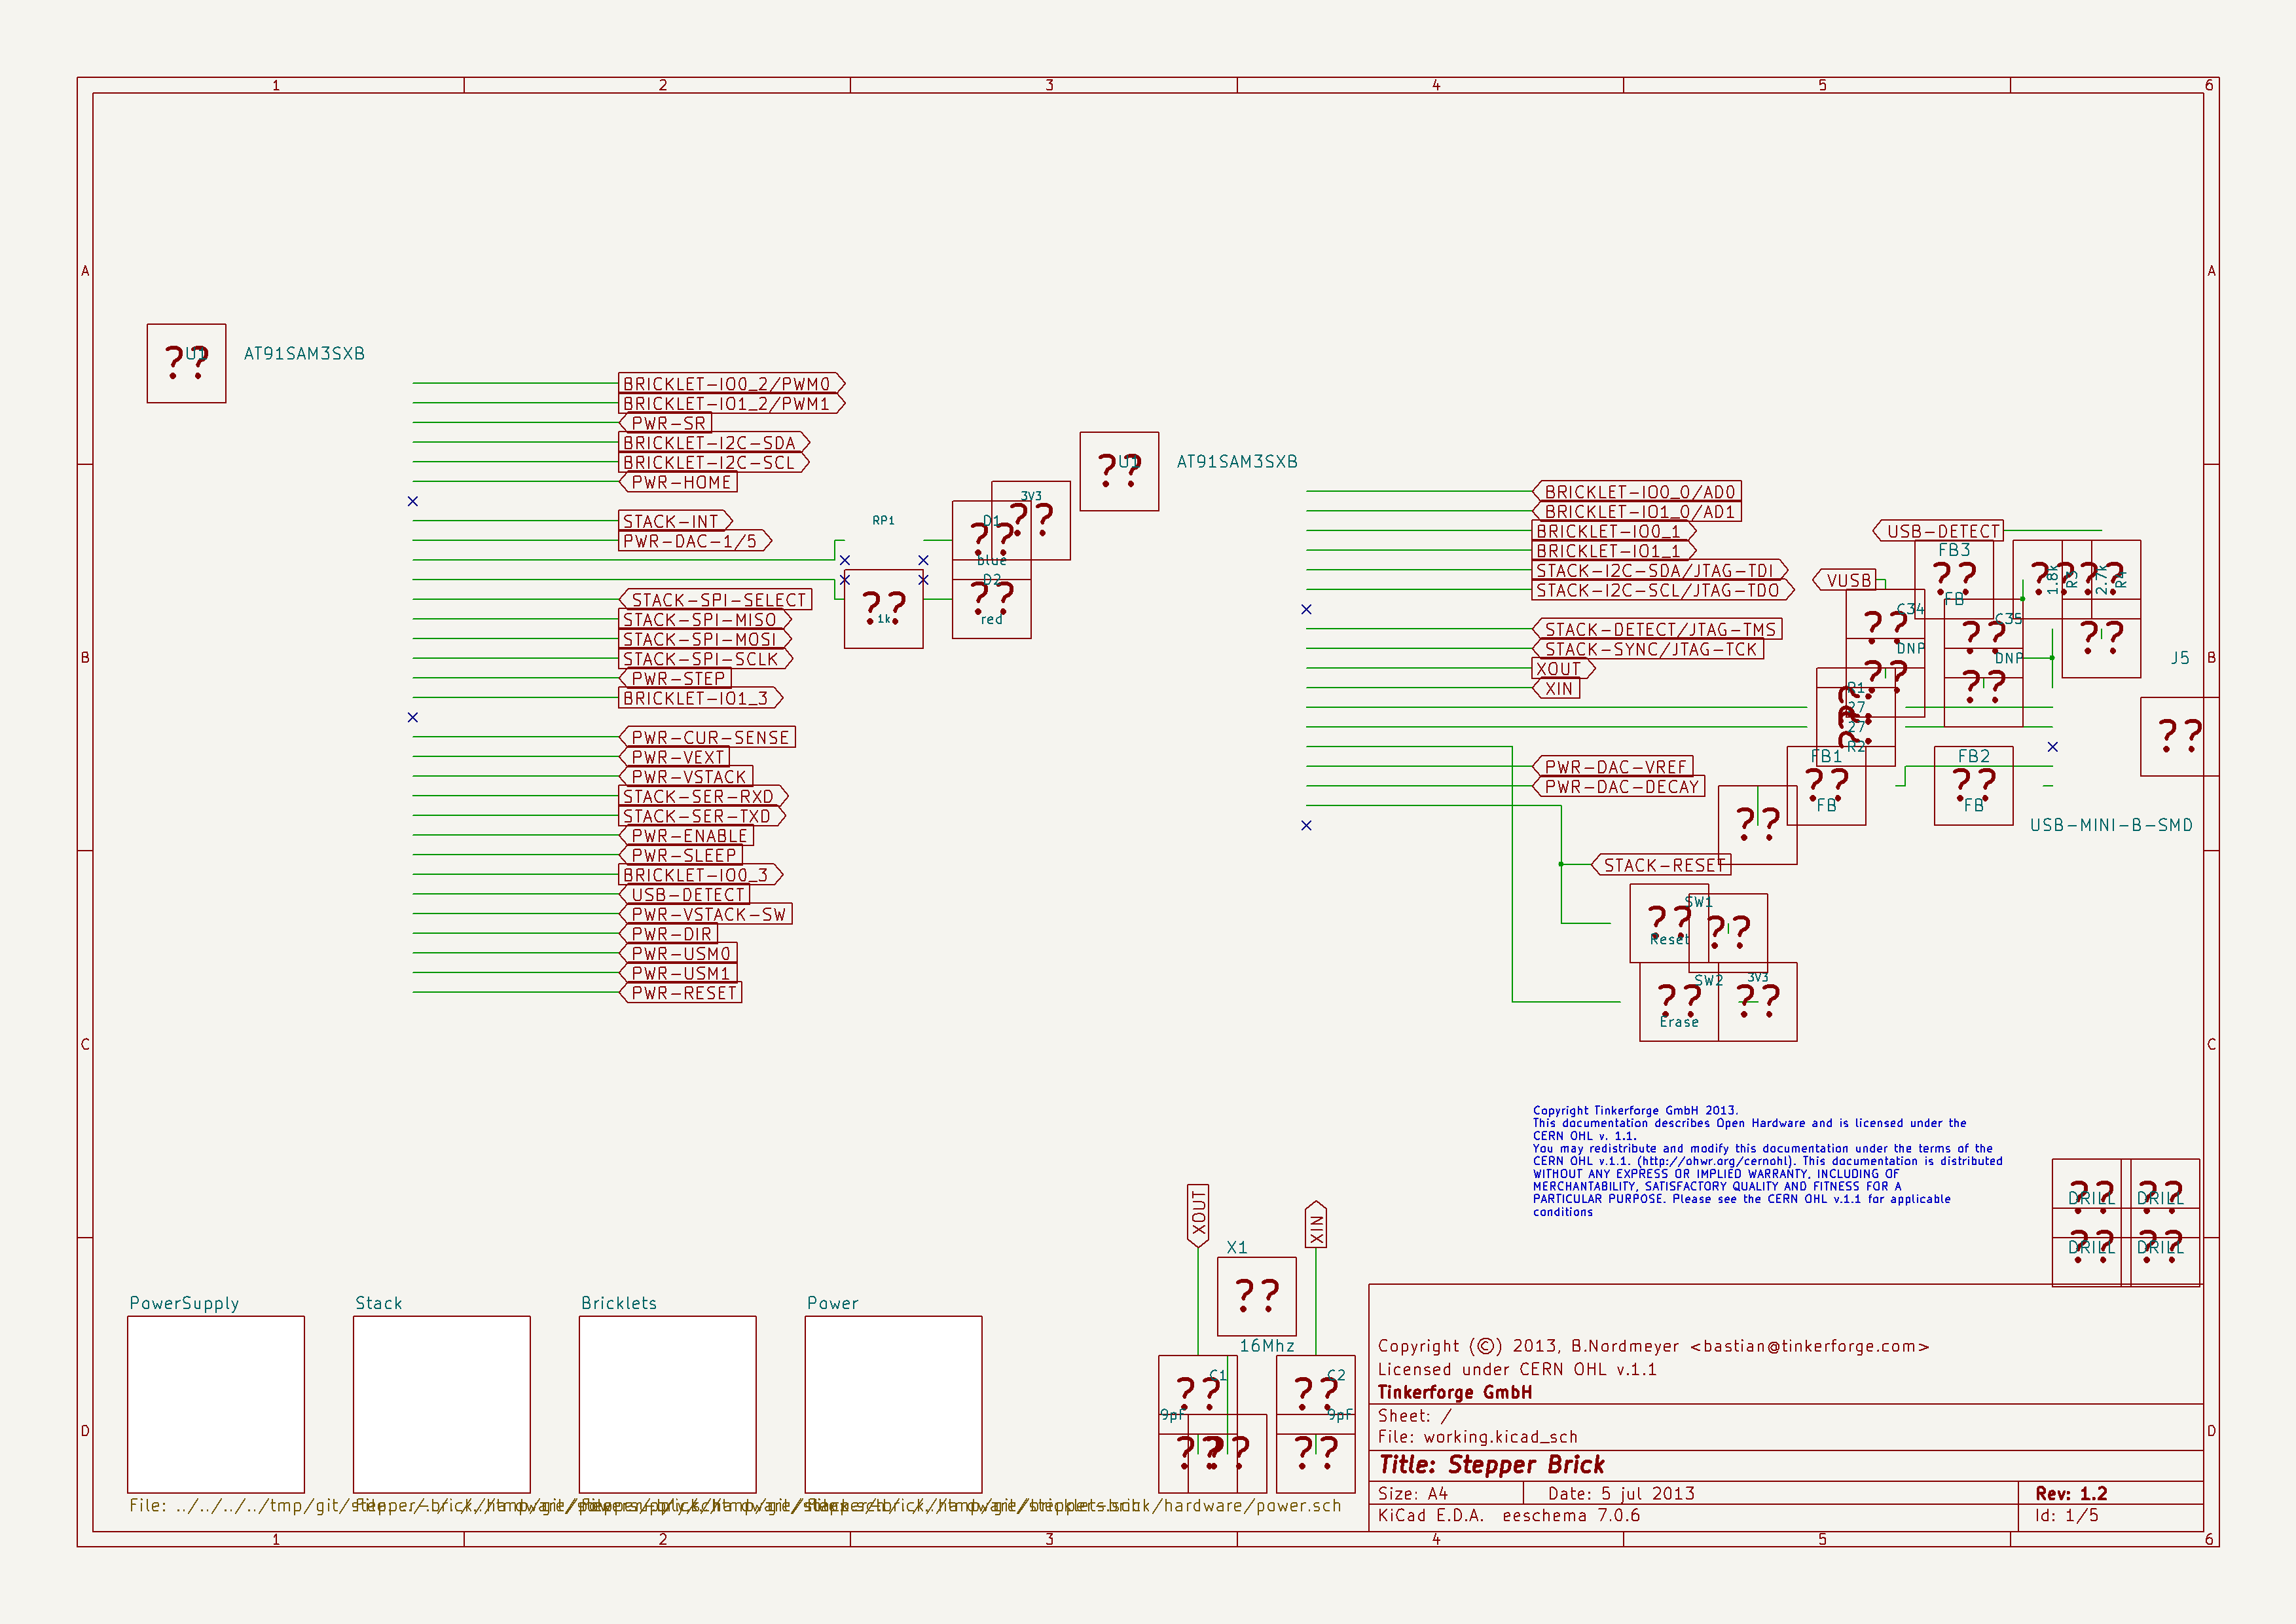 1 2 3 4 5 6
A
A
U1 AT91SAM3SXB
??
BRICKLET-IO0_2/PWM0
BRICKLET-IO1_2/PWM1
PWR-SR
BRICKLET-I2C-SDA
BRICKLET-I2C-SCL
PWR-HOME
STACK-INT
PWR-DAC-1/5
STACK-SPI-SELECT
STACK-SPI-MISO
STACK-SPI-MOSI
STACK-SPI-SCLK
PWR-STEP
BRICKLET-IO1_3
PWR-CUR-SENSE
PWR-VEXT
PWR-VSTACK
STACK-SER-RXD
STACK-SER-TXD
PWR-ENABLE
PWR-SLEEP
BRICKLET-IO0_3
USB-DETECT
PWR-VSTACK-SW
PWR-DIR
PWR-USM0
PWR-USM1
PWR-RESET
RP1
??
1k
3V3
??
D1
??
blue
D2
??
red
U1 AT91SAM3SXB
??
BRICKLET-IO0_0/AD0
BRICKLET-IO1_0/AD1
BRICKLET-IO0_1
BRICKLET-IO1_1
STACK-I2C-SDA/JTAG-TDI
STACK-I2C-SCL/JTAG-TDO
STACK-DETECT/JTAG-TMS
STACK-SYNC/JTAG-TCK
XOUT
XIN
PWR-DAC-VREF
PWR-DAC-DECAY
STACK-RESET
USB-DETECT
VUSB
FB3
??
FB
1.8k
R3
2.7k
R4
??
C34
??
DNP
??
C35
??
DNP
??
R1
27
27
R2
FB1
??
FB
FB2
??
FB
J5
??
USB-MINI-B-SMD
??
SW1
??
Reset
??
SW2
??
Erase
3V3
??
B
B
C
C
Copyright Tinkerforge GmbH 2013.
This documentation describes Open Hardware and is licensed under the
CERN OHL v. 1.1.
You may redistribute and modify this documentation under the terms of the
CERN OHL v.1.1. (http://ohwr.org/cernohl). This documentation is distributed
WITHOUT ANY EXPRESS OR IMPLIED WARRANTY, INCLUDING OF
MERCHANTABILITY, SATISFACTORY QUALITY AND FITNESS FOR A
PARTICULAR PURPOSE. Please see the CERN OHL v.1.1 for applicable
conditions
?? ??
DRILL DRILL
?? ??
DRILL DRILL
XOUT
XIN
X1
??
16Mhz
C1
??
9pF
C2
??
9pF
?? ??
??
PowerSupply
Stack
Bricklets
Power
File: ../../../../tmp/git/
/hardware/power.sch
Copyright (©) 2013, B.Nordmeyer <bastian@tinkerforge.com>
Licensed under CERN OHL v.1.1
Tinkerforge GmbH
Sheet: /
File: working.kicad_sch
Title: Stepper Brick
Size: A4 Date: 5 jul 2013 Rev: 1.2
KiCad E.D.A. eeschema 7.0.6 Id: 1/5
D
D
1 2 3 4 5 6